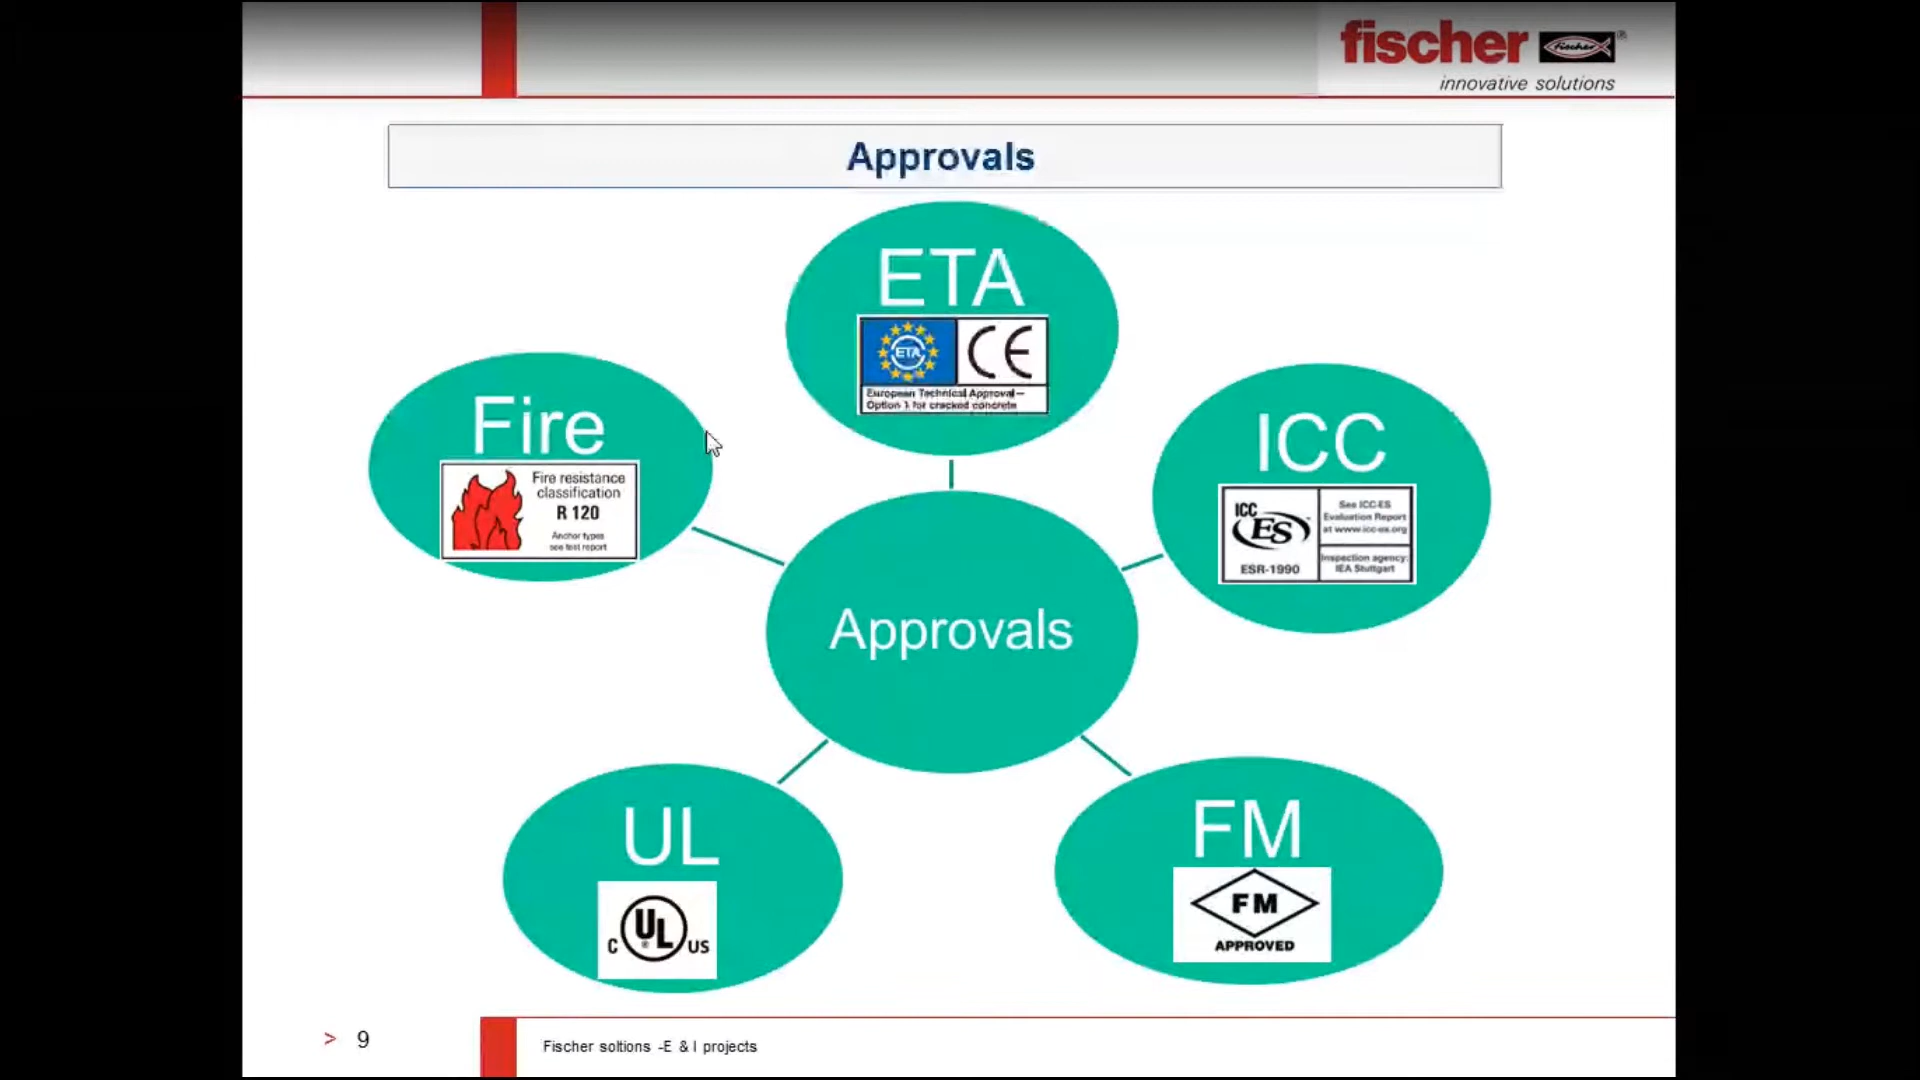 fischer fischer ®
innovative solutions
Approvals
ETA
ETA CE
European Technical Approval–
Option 1 for cracked concrete
Fire
Fire resistance
classification
R 120
Anchor types
see test report
ICC
ICC
ES
ESR-1990
See ICC-ES
Evaluation Report
at www.icc-es.org
Inspection agency:
IEA Stuttgart
Approvals
UL
C UL ® US
FM
FM
APPROVED
> 9
Fischer soltions -E & I projects